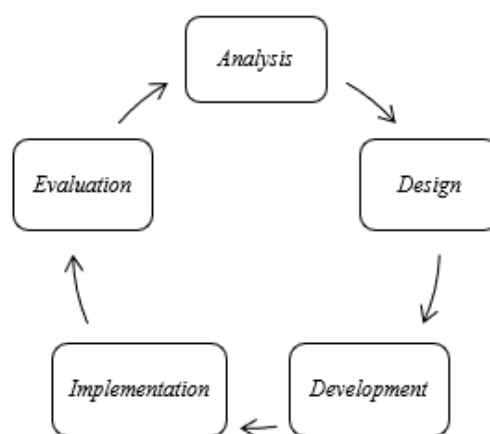 Analysis
Evaluation
Design
Implementation
Development